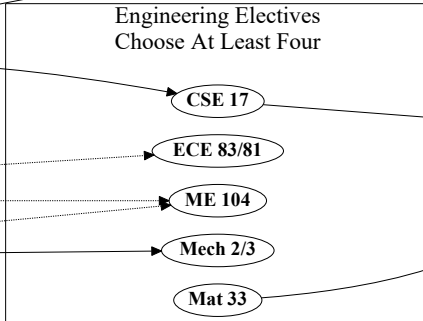 Engineering Electives
Choose At Least Four
CSE 17
ECE 83/81
ME 104
Mech 2/3
Mat 33